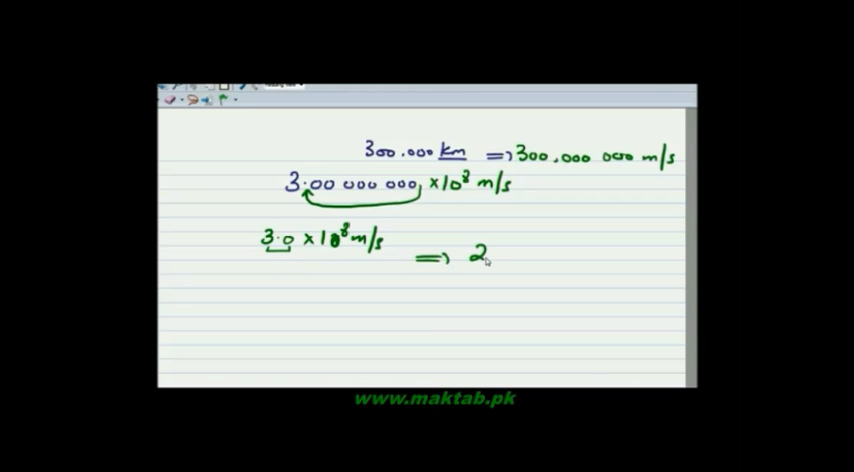 300.000 km => 300,000 000 m/s
3.00 000 000, ×10⁸ m/s
3.0 × 10⁸ m/s => 2
www.maktab.pk